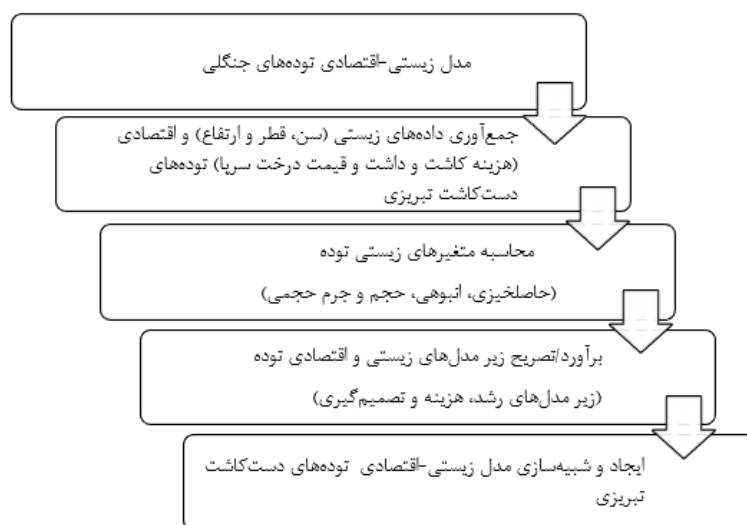 مدل زیستی-اقتصادی توده‌های جنگلی
جمع‌آوری داده‌های زیستی (سن، قطر و ارتفاع) و اقتصادی
(هزینه کاشت و داشت و قیمت درخت سرپا) توده‌های
دست‌کاشت تبریزی
محاسبه متغیرهای زیستی توده
(حاصلخیزی، انبوهی، حجم و جرم حجمی)
برآورد/تصریح زیر مدل‌های زیستی و اقتصادی توده
(زیر مدل‌های رشد، هزینه و تصمیم‌گیری)
ایجاد و شبیه‌سازی مدل زیستی-اقتصادی توده‌های دست‌کاشت
تبریزی